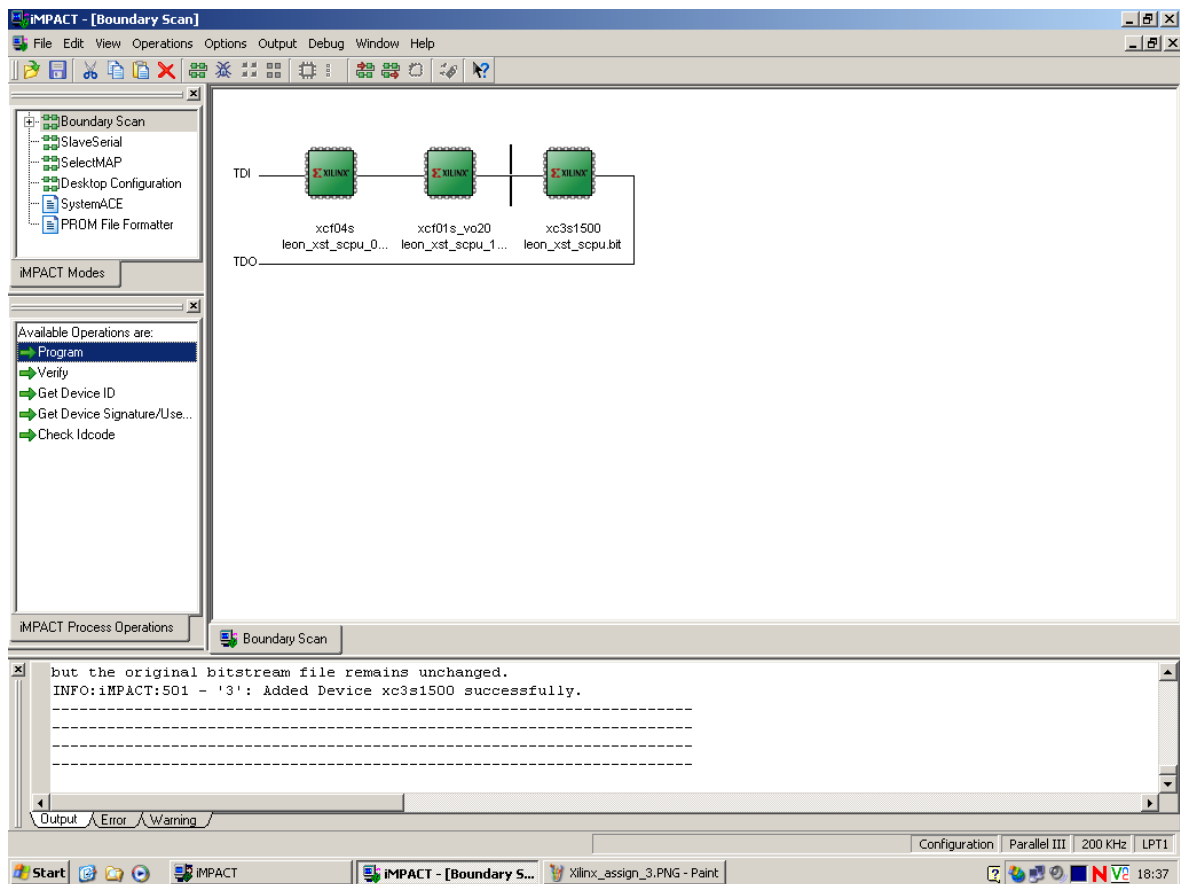 iMPACT - [Boundary Scan]
File Edit View Operations Options Output Debug Window Help
Boundary Scan
SlaveSerial
SelectMAP
Desktop Configuration
SystemACE
PROM File Formatter
iMPACT Modes
Available Operations are:
Program
Verify
Get Device ID
Get Device Signature/Use...
Check Idcode
iMPACT Process Operations
TDI
XILINX XILINX XILINX
xcf04s xcf01s_vo20 xc3s1500
leon_xst_scpu_0... leon_xst_scpu_1... leon_xst_scpu.bit
TDO
Boundary Scan
but the original bitstream file remains unchanged.
INFO:iMPACT:501 - '3': Added Device xc3s1500 successfully.
----------------------------------------------------------------------
----------------------------------------------------------------------
----------------------------------------------------------------------
----------------------------------------------------------------------
Output Error Warning
Configuration Parallel III 200 KHz LPT1
Start iMPACT iMPACT - [Boundary S... Xilinx_assign_3.PNG - Paint N V2 18:37